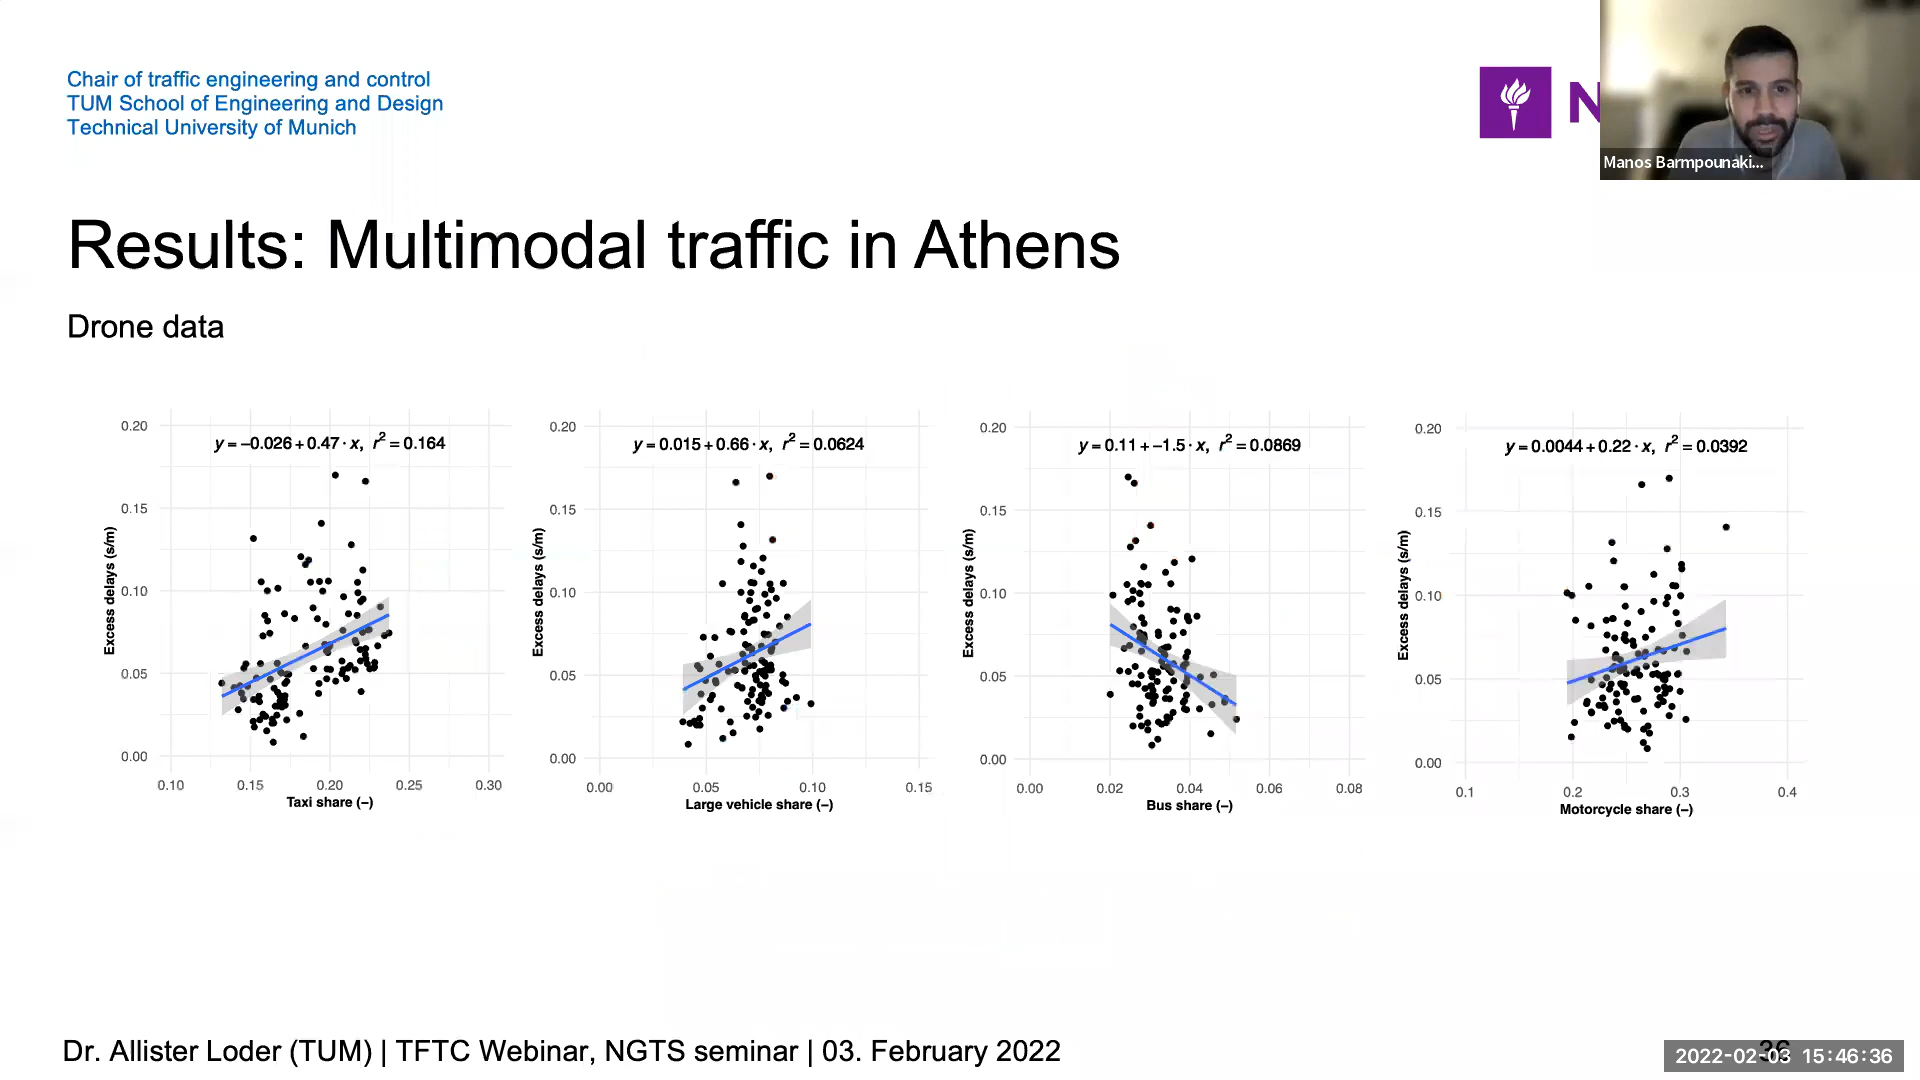 Chair of traffic engineering and control
TUM School of Engineering and Design
Technical University of Munich
N
Manos Barmpounaki...
Results: Multimodal traffic in Athens
Drone data
y = −0.026 + 0.47 · x, r² = 0.164
0.20
0.15
0.10
0.05
0.00
Excess delays (s/m)
0.10 0.15 0.20 0.25 0.30
Taxi share (−)
y = 0.015 + 0.66 · x, r² = 0.0624
0.20
0.15
0.10
0.05
0.00
Excess delays (s/m)
0.00 0.05 0.10 0.15
Large vehicle share (−)
y = 0.11 + −1.5 · x, r² = 0.0869
0.20
0.15
0.10
0.05
0.00
Excess delays (s/m)
0.00 0.02 0.04 0.06 0.08
Bus share (−)
y = 0.0044 + 0.22 · x, r² = 0.0392
0.20
0.15
0.10
0.05
0.00
Excess delays (s/m)
0.1 0.2 0.3 0.4
Motorcycle share (−)
Dr. Allister Loder (TUM) | TFTC Webinar, NGTS seminar | 03. February 2022
36
2022-02-03 15:46:36